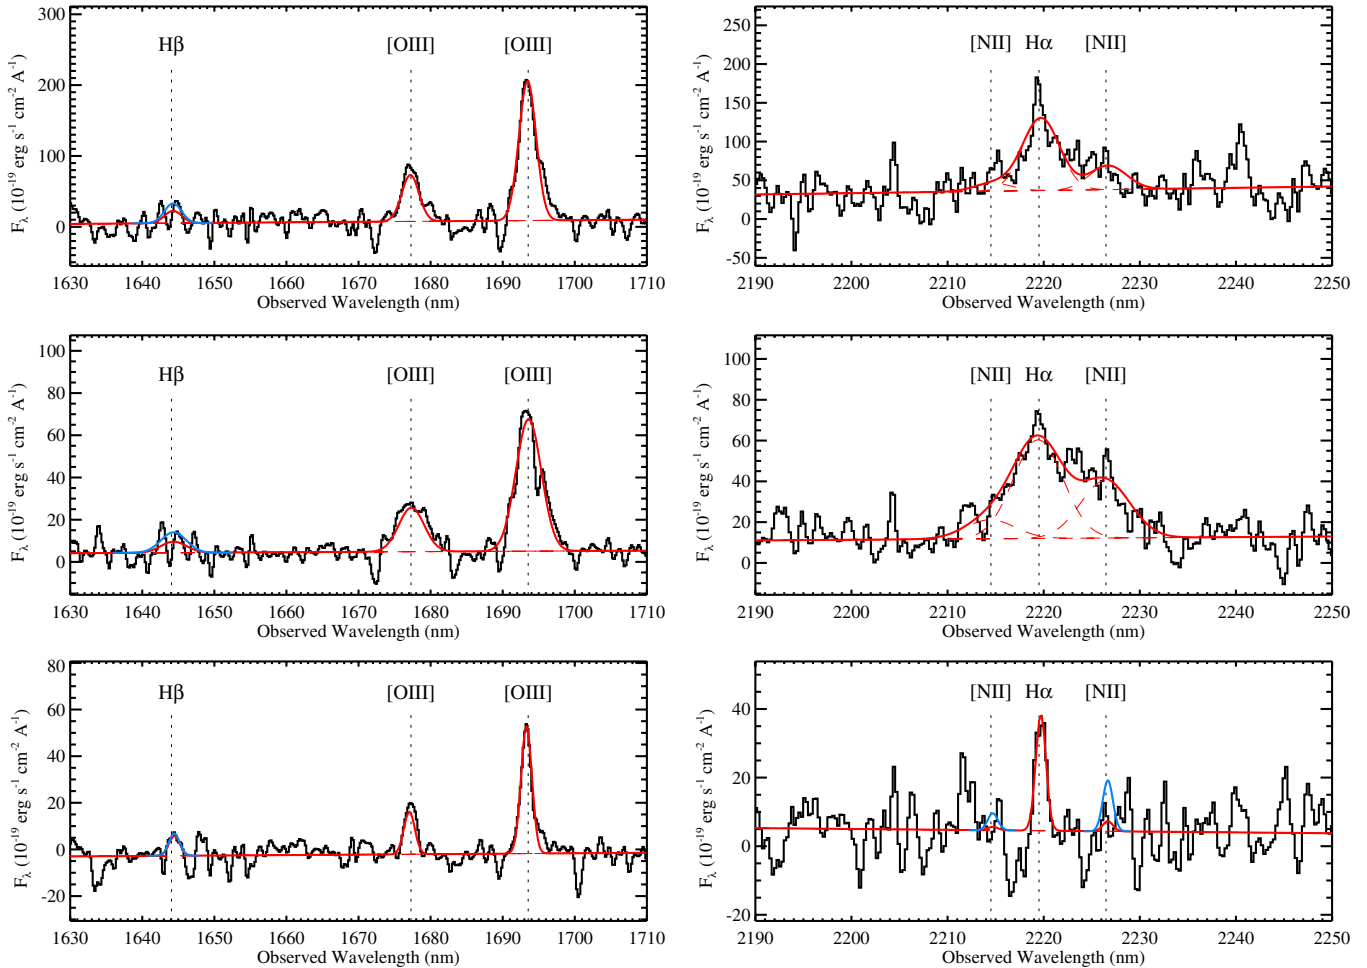 Hβ [OIII] [OIII]
300
200
100
0
F_λ (10^-19 erg s^-1 cm^-2 A^-1)
1630 1640 1650 1660 1670 1680 1690 1700 1710
Observed Wavelength (nm)
[NII] Hα [NII]
250
200
150
100
50
0
-50
F_λ (10^-19 erg s^-1 cm^-2 A^-1)
2190 2200 2210 2220 2230 2240 2250
Observed Wavelength (nm)
Hβ [OIII] [OIII]
100
80
60
40
20
0
F_λ (10^-19 erg s^-1 cm^-2 A^-1)
1630 1640 1650 1660 1670 1680 1690 1700 1710
Observed Wavelength (nm)
[NII] Hα [NII]
100
80
60
40
20
0
F_λ (10^-19 erg s^-1 cm^-2 A^-1)
2190 2200 2210 2220 2230 2240 2250
Observed Wavelength (nm)
Hβ [OIII] [OIII]
80
60
40
20
0
-20
F_λ (10^-19 erg s^-1 cm^-2 A^-1)
1630 1640 1650 1660 1670 1680 1690 1700 1710
Observed Wavelength (nm)
[NII] Hα [NII]
40
20
0
-20
F_λ (10^-19 erg s^-1 cm^-2 A^-1)
2190 2200 2210 2220 2230 2240 2250
Observed Wavelength (nm)